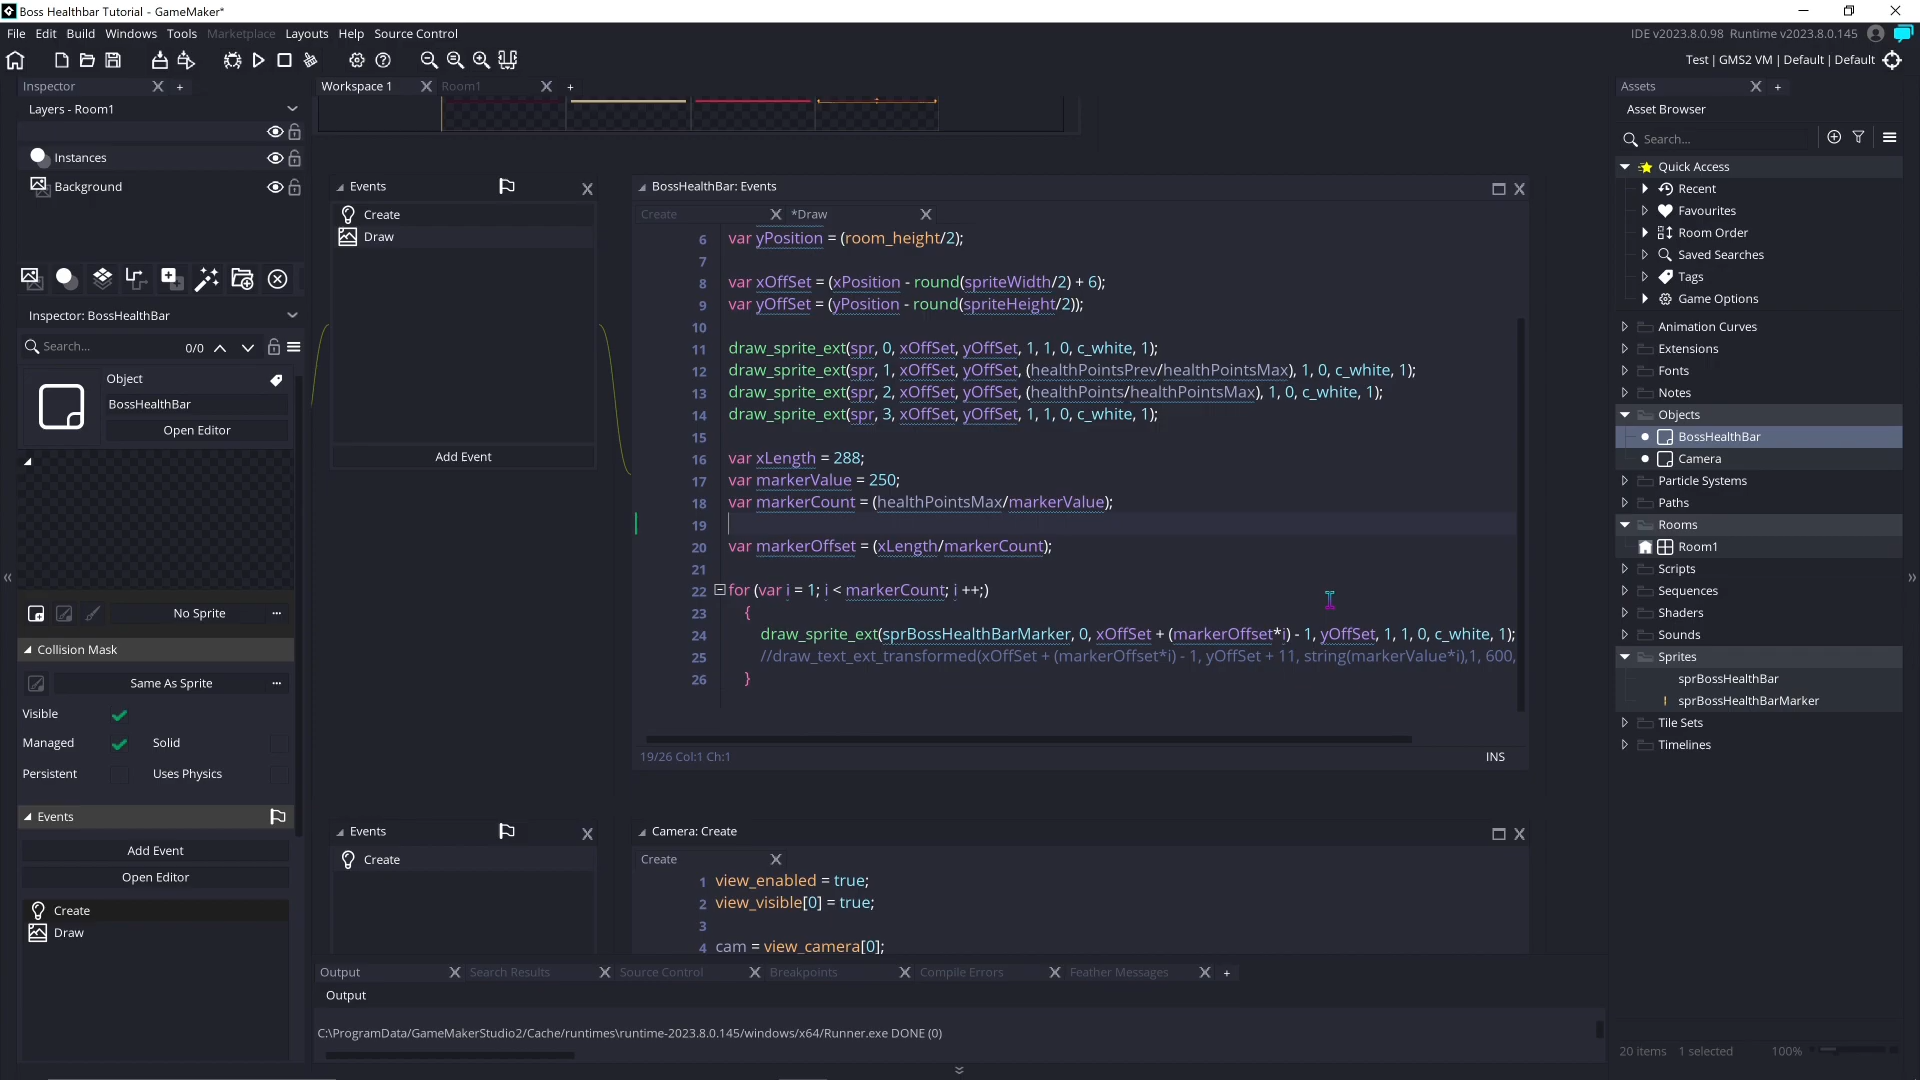 Boss Healthbar Tutorial - GameMaker*
File Edit Build Windows Tools Marketplace Layouts Help Source Control
IDE v2023.8.0.98 Runtime v2023.8.0.145
Test | GMS2 VM | Default | Default
Inspector
Layers - Room1
Instances
Background
Inspector: BossHealthBar
Search... 0/0
Object
BossHealthBar
Open Editor
No Sprite
Collision Mask
Same As Sprite
Visible
Managed Solid
Persistent Uses Physics
Events
Add Event
Open Editor
Create
Draw
Workspace 1 Room1
Events
Create
Draw
Add Event
BossHealthBar: Events
Create *Draw
6 var yPosition = (room_height/2);
7
8 var xOffSet = (xPosition - round(spriteWidth/2) + 6);
9 var yOffSet = (yPosition - round(spriteHeight/2));
10
11 draw_sprite_ext(spr, 0, xOffSet, yOffSet, 1, 1, 0, c_white, 1);
12 draw_sprite_ext(spr, 1, xOffSet, yOffSet, (healthPointsPrev/healthPointsMax), 1, 0, c_white, 1);
13 draw_sprite_ext(spr, 2, xOffSet, yOffSet, (healthPoints/healthPointsMax), 1, 0, c_white, 1);
14 draw_sprite_ext(spr, 3, xOffSet, yOffSet, 1, 1, 0, c_white, 1);
15
16 var xLength = 288;
17 var markerValue = 250;
18 var markerCount = (healthPointsMax/markerValue);
19
20 var markerOffset = (xLength/markerCount);
21
22 for (var i = 1; i < markerCount; i ++;)
23 {
24 draw_sprite_ext(sprBossHealthBarMarker, 0, xOffSet + (markerOffset*i) - 1, yOffSet, 1, 1, 0, c_white, 1);
25 //draw_text_ext_transformed(xOffSet + (markerOffset*i) - 1, yOffSet + 11, string(markerValue*i),1, 600,
26 }
19/26 Col:1 Ch:1 INS
Events
Create
Camera: Create
Create
1 view_enabled = true;
2 view_visible[0] = true;
3
4 cam = view_camera[0];
Output Search Results Source Control Breakpoints Compile Errors Feather Messages
Output
C:\ProgramData/GameMakerStudio2/Cache/runtimes\runtime-2023.8.0.145/windows/x64/Runner.exe DONE (0)
Assets
Asset Browser
Search...
Quick Access
Recent
Favourites
Room Order
Saved Searches
Tags
Game Options
Animation Curves
Extensions
Fonts
Notes
Objects
BossHealthBar
Camera
Particle Systems
Paths
Rooms
Room1
Scripts
Sequences
Shaders
Sounds
Sprites
sprBossHealthBar
sprBossHealthBarMarker
Tile Sets
Timelines
20 items 1 selected 100%